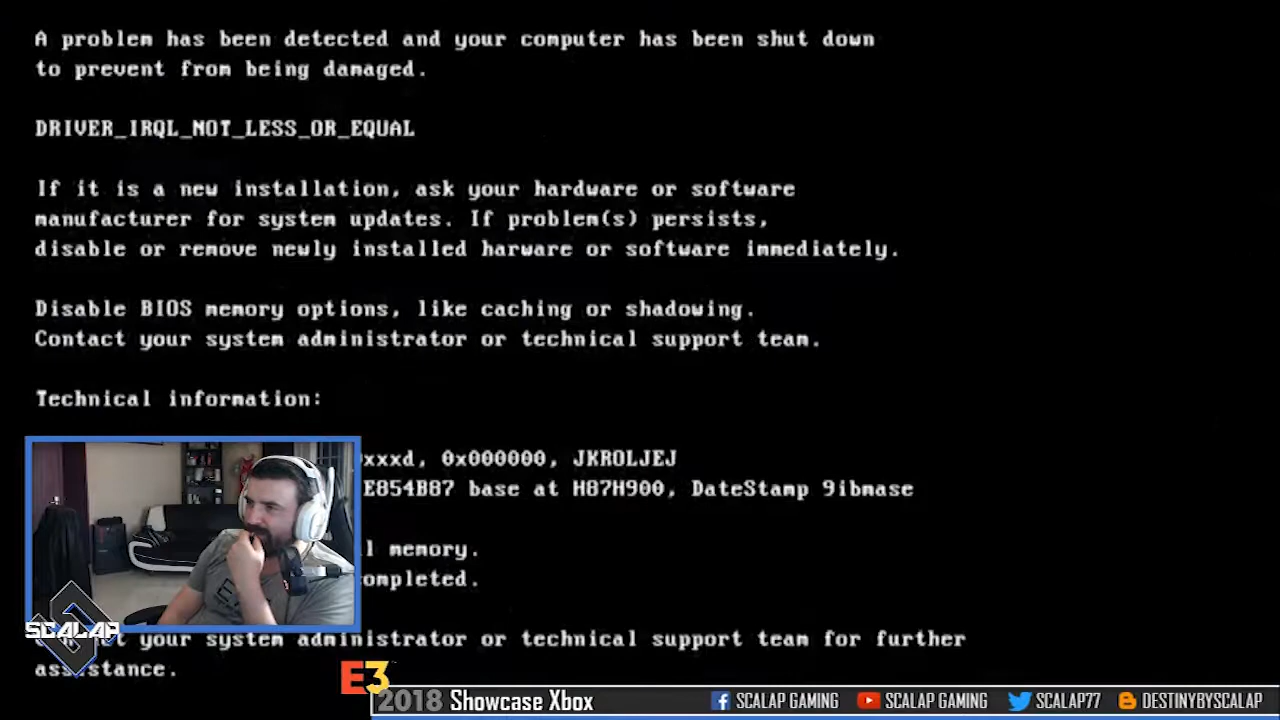 A problem has been detected and your computer has been shut down
to prevent from being damaged.
DRIVER_IRQL_NOT_LESS_OR_EQUAL
If it is a new installation, ask your hardware or software
manufacturer for system updates. If problem(s) persists,
disable or remove newly installed harware or software immediately.
Disable BIOS memory options, like caching or shadowing.
Contact your system administrator or technical support team.
Technical information:
xxxd, 0x000000, JKROLJEJ
E854B87 base at H87H900, DateStamp 9ibmase
memory.
ompleted.
your system administrator or technical support team for further
assistance.
SCALAP
E3
2018 Showcase Xbox
SCALAP GAMING
SCALAP GAMING
SCALAP77
DESTINYBYSCALAP